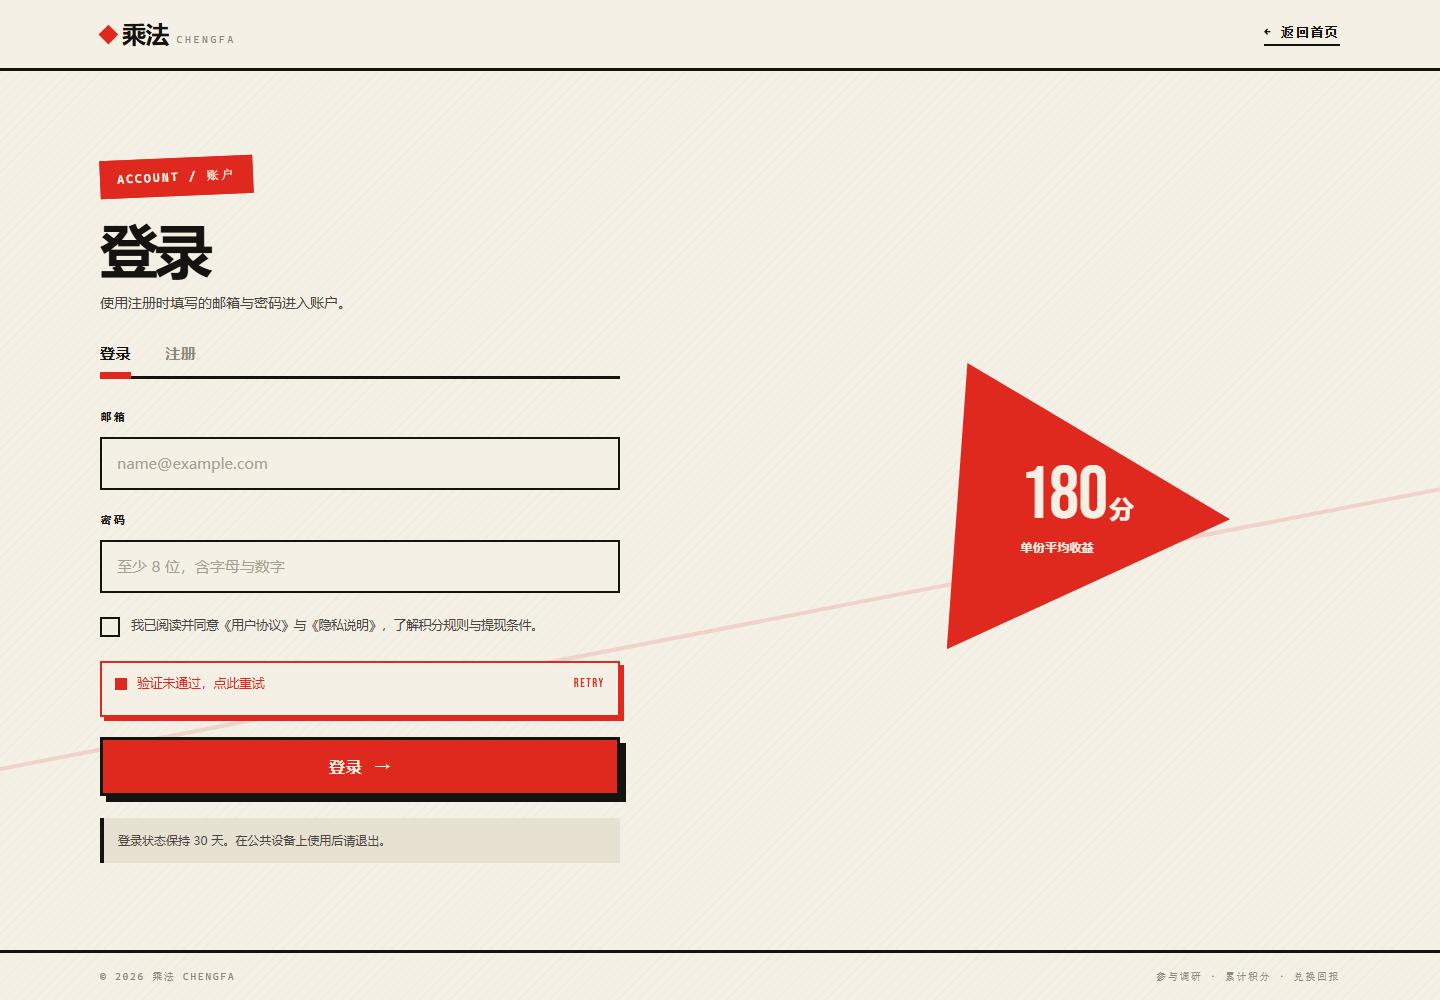 乘法 CHENGFA
← 返回首页
ACCOUNT / 账户
登录
使用注册时填写的邮箱与密码进入账户。
登录 注册
邮箱
name@example.com
密码
至少 8 位，含字母与数字
我已阅读并同意《用户协议》与《隐私说明》，了解积分规则与提现条件。
验证未通过，点此重试 RETRY
登录 →
登录状态保持 30 天。在公共设备上使用后请退出。
180分
单份平均收益
© 2026 乘法 CHENGFA
参与调研 · 累计积分 · 兑换回报